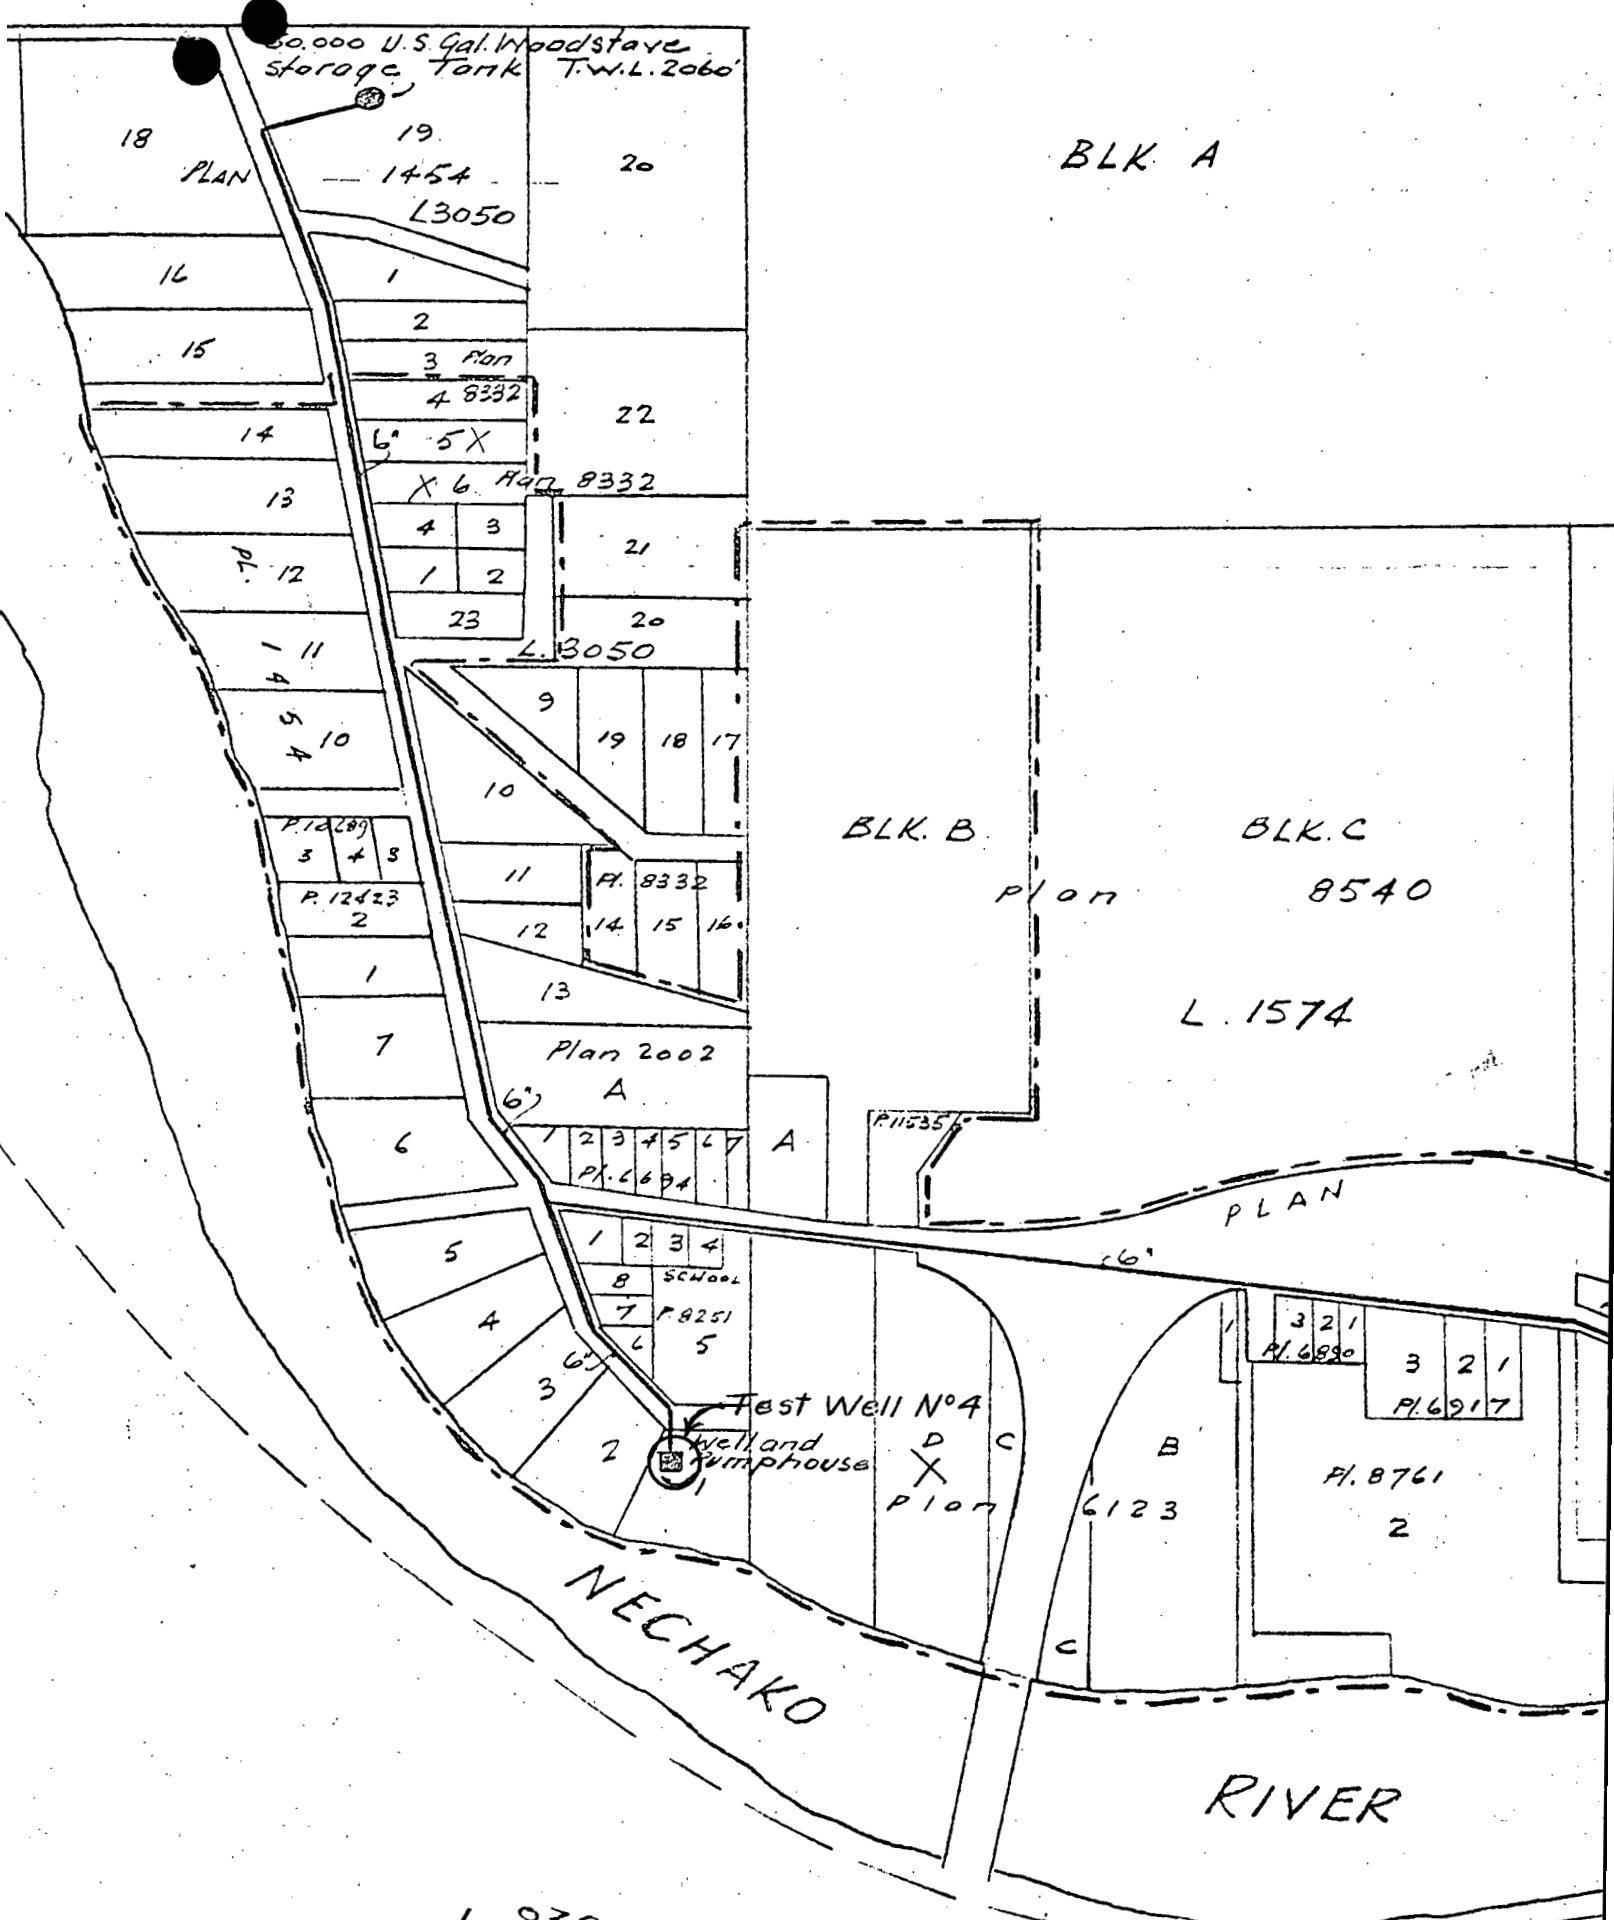 0,000 U.S. Gal. Woodstave
storage Tank T.W.L. 2060'
18
19
20
BLK A
PLAN
1454
L3050
16
1
2
15
3 Plan
4 8332
22
14
6" 5 X
13
X 6 Plan 8332
4 3
21
PL. 12
1 2
23
20
1 11
L. 3050
4
9
5
10
19 18 17
4
10
BLK. B
BLK. C
3 4
11
Pl. 8332
Plan
8540
P. 12423
2
12
14 15 16
1
13
L. 1574
7
Plan 2002
A
6"
P.11535
6
1 2 3 4 5 6 7
A
Pl. 6694
PLAN
5
1 2 3 4
6"
8 SCHOOL
4
7 P. 8251
6 5
1
3 2 1
Pl. 6890
6"
3
3 2 1
Pl. 6917
Test Well Nº 4
2
Well and
Pumphouse
1
D
X
C
B
Plan
6123
Pl. 8761
2
C
NECHAKO
RIVER